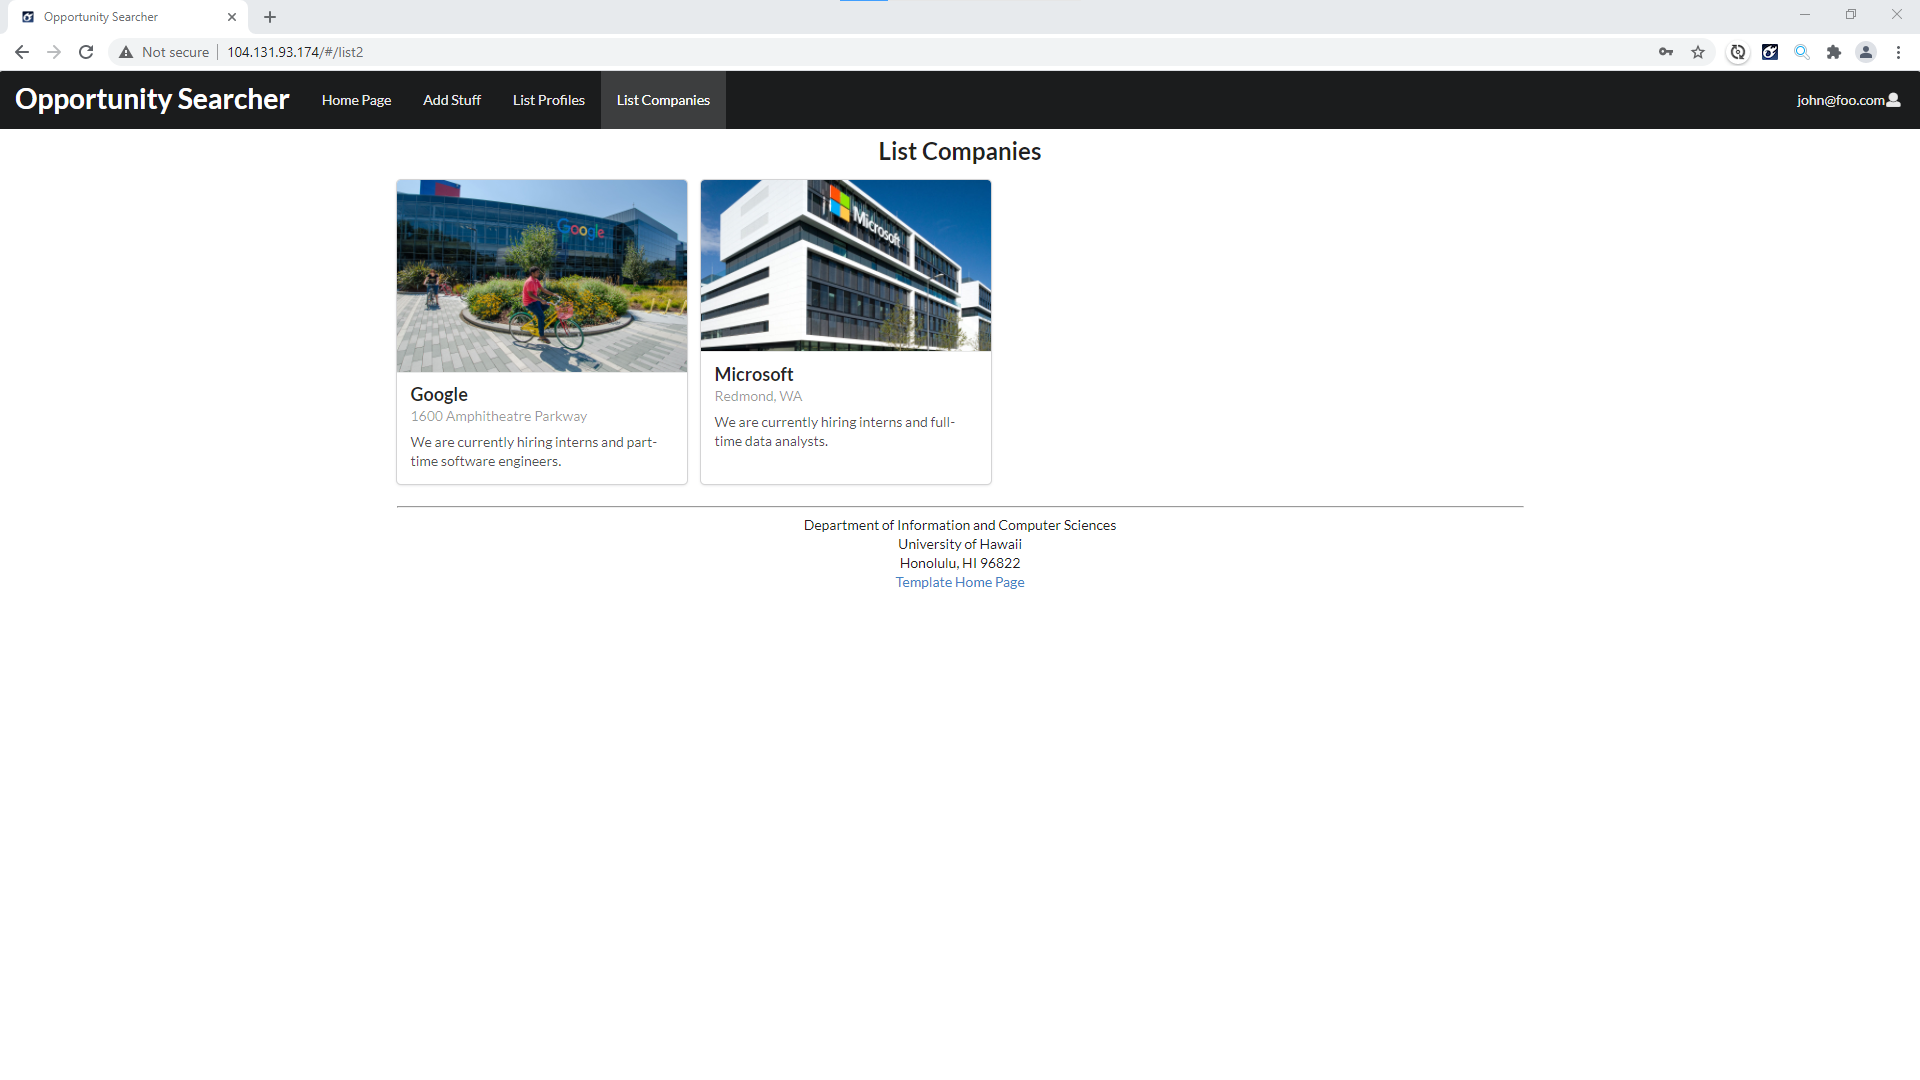 Opportunity Searcher
Not secure
104.131.93.174/#/list2
Opportunity Searcher
Home Page
Add Stuff
List Profiles
List Companies
john@foo.com
List Companies
Google
Microsoft
Google
1600 Amphitheatre Parkway
We are currently hiring interns and part-
time software engineers.
Microsoft
Redmond, WA
We are currently hiring interns and full-
time data analysts.
Department of Information and Computer Sciences
University of Hawaii
Honolulu, HI 96822
Template Home Page